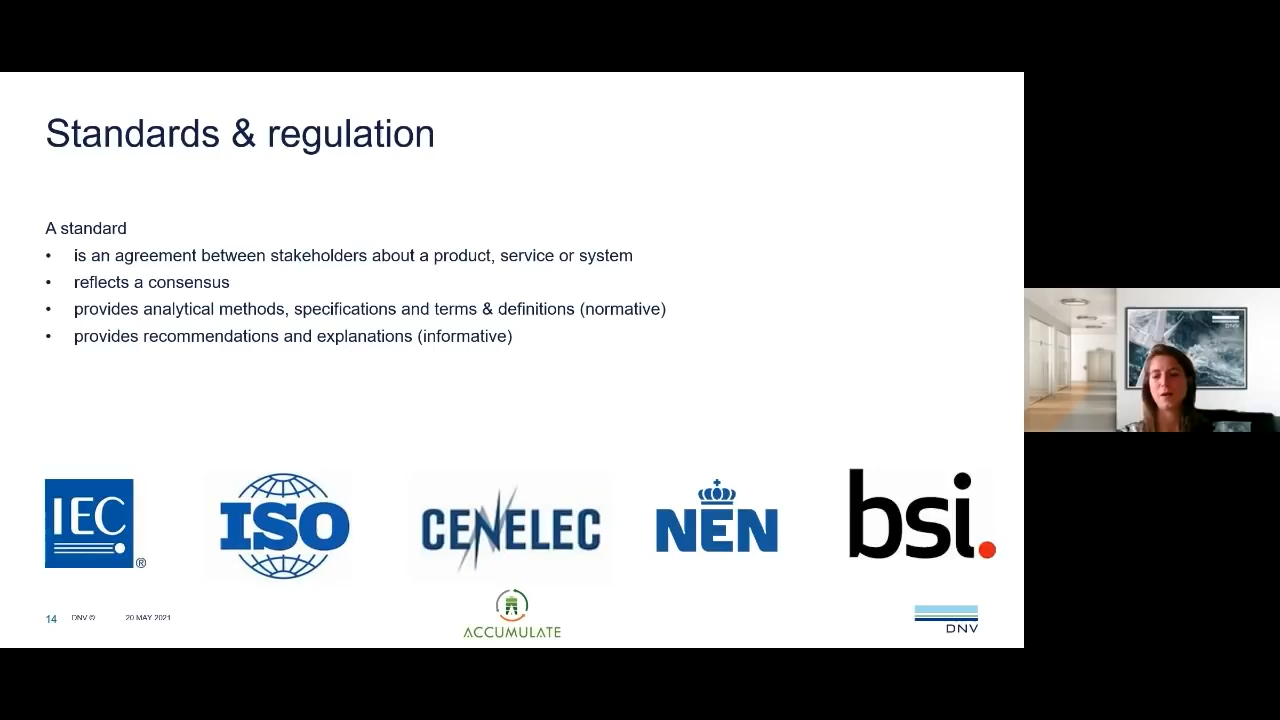 Standards & regulation
A standard
• is an agreement between stakeholders about a product, service or system
• reflects a consensus
• provides analytical methods, specifications and terms & definitions (normative)
• provides recommendations and explanations (informative)
IEC ®
ISO
CENELEC
NEN
bsi.
14 DNV © 20 MAY 2021
ACCUMULATE
DNV
DNV